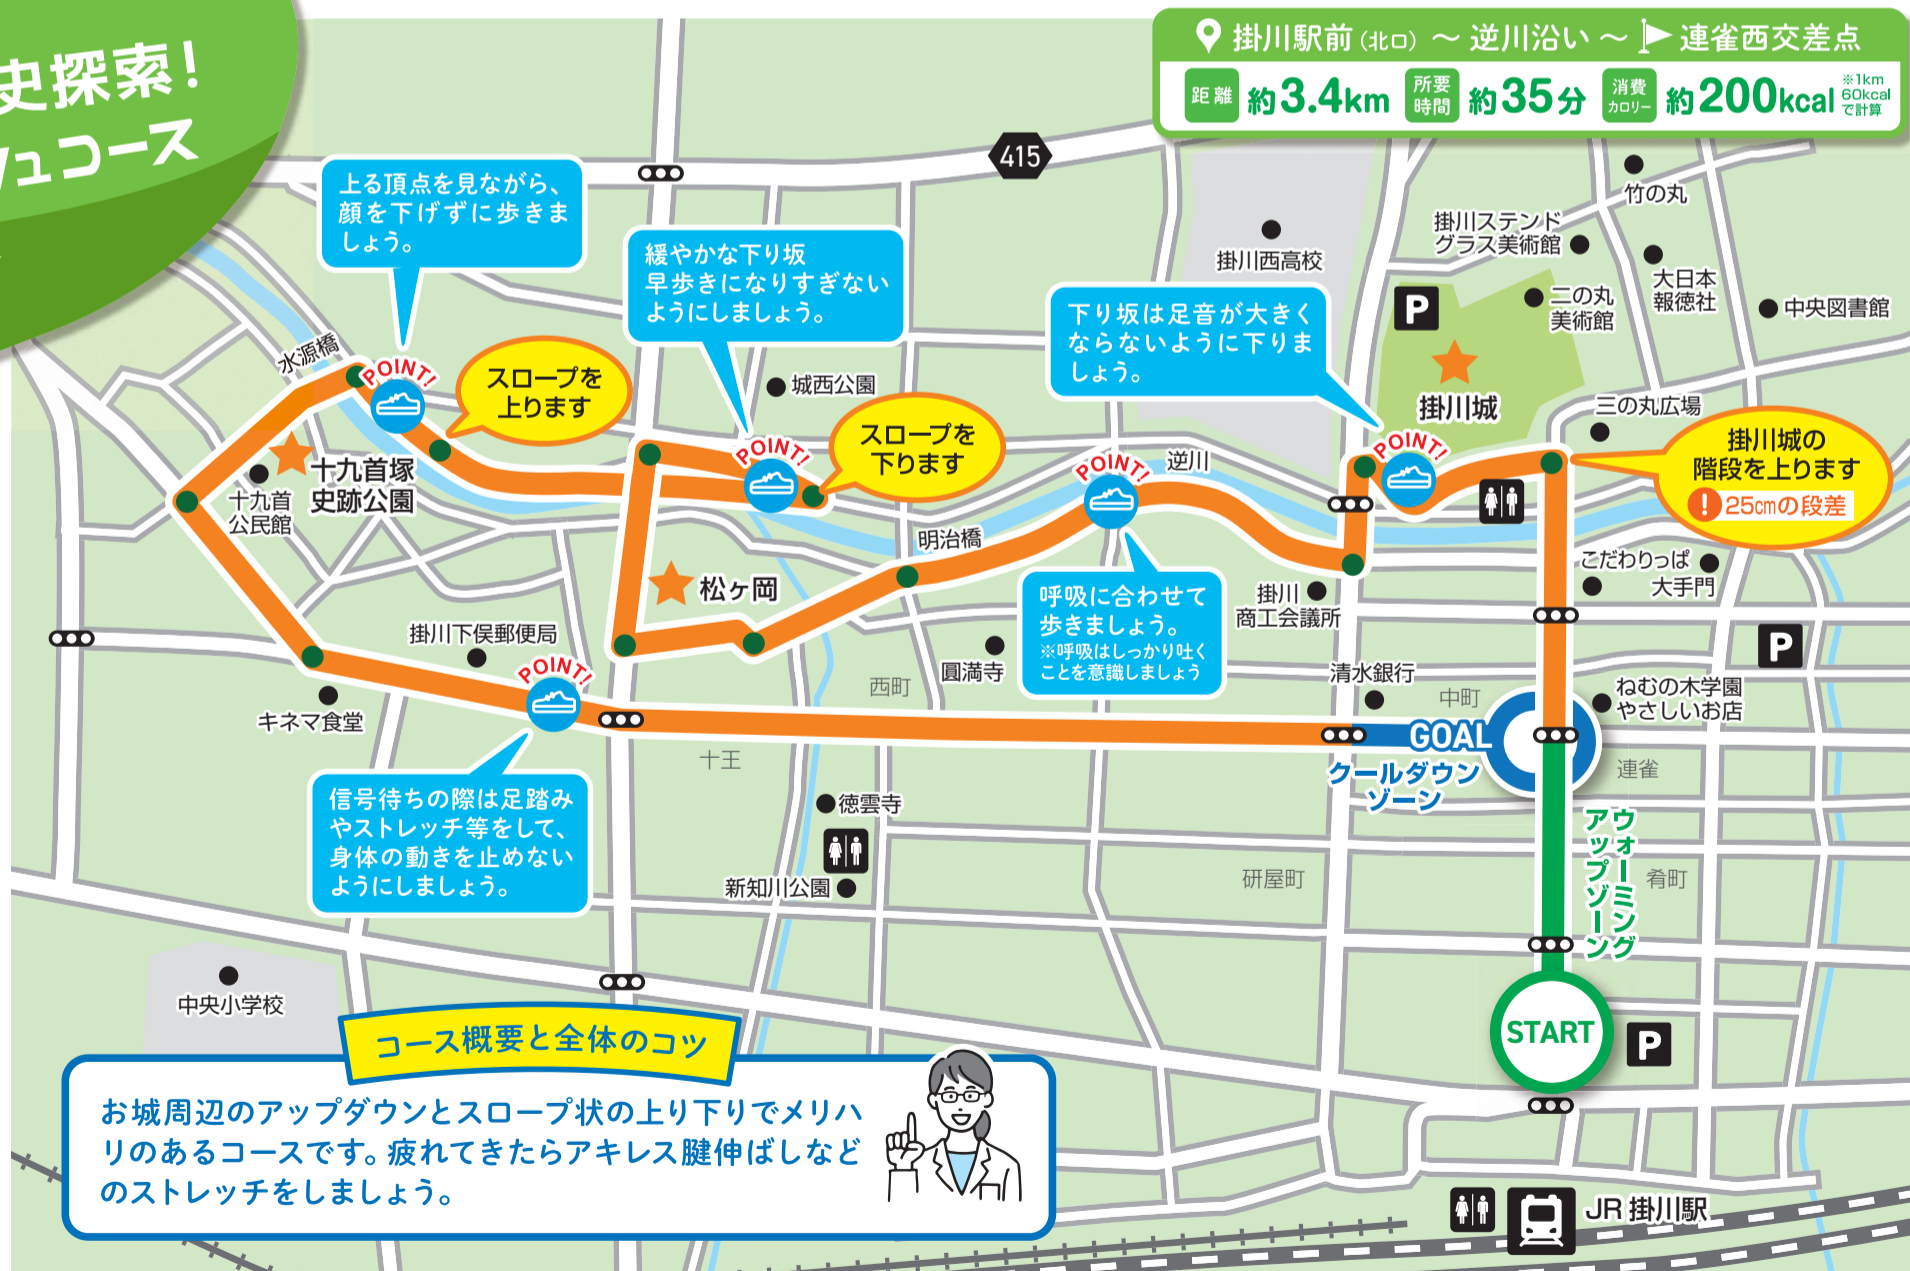 史探索!
ュコース
掛川駅前(北口) ～ 逆川沿い ～ 連雀西交差点
距離 約3.4km 所要時間 約35分 消費カロリー 約200kcal ※1km 60kcalで計算
415
上る頂点を見ながら、
顔を下げずに歩きま
しょう。
緩やかな下り坂
早歩きになりすぎない
ようにしましょう。
下り坂は足音が大きく
ならないように下りま
しょう。
竹の丸
掛川ステンド
グラス美術館
掛川西高校
大日本
報徳社
二の丸
美術館
中央図書館
P
掛川城
三の丸広場
水源橋
POINT!
スロープを
上ります
城西公園
POINT!
スロープを
下ります
POINT!
逆川
POINT!
掛川城の
階段を上ります
!25cmの段差
十九首塚
史跡公園
十九首
公民館
明治橋
松ヶ岡
こだわりっぱ
大手門
掛川
商工会議所
呼吸に合わせて
歩きましょう。
※呼吸はしっかり吐く
ことを意識しましょう
掛川下俣郵便局
POINT!
圓満寺
P
西町
清水銀行
中町
ねむの木学園
やさしいお店
キネマ食堂
十王
GOAL
クールダウン
ゾーン
連雀
信号待ちの際は足踏み
やストレッチ等をして、
身体の動きを止めない
ようにしましょう。
徳雲寺
新知川公園
研屋町
ウォーミング
アップゾーン
肴町
中央小学校
START
P
コース概要と全体のコツ
お城周辺のアップダウンとスロープ状の上り下りでメリハ
リのあるコースです。疲れてきたらアキレス腱伸ばしなど
のストレッチをしましょう。
JR 掛川駅